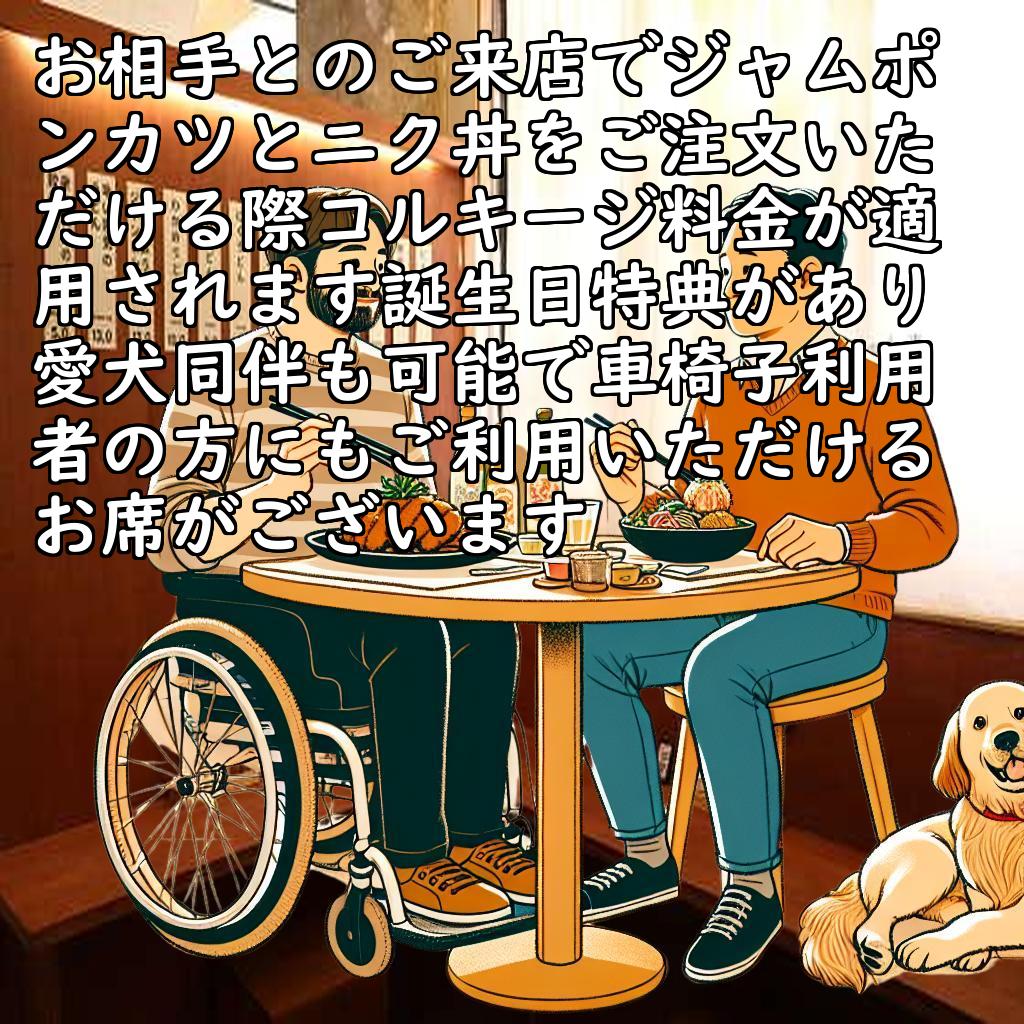 お相手とのご来店でジャムポ
ンカツとニク丼をご注文いた
だける際コルキージ料金が適
用されます誕生日特典があり
愛犬同伴も可能で車椅子利用
者の方にもご利用いただける
お席がございます